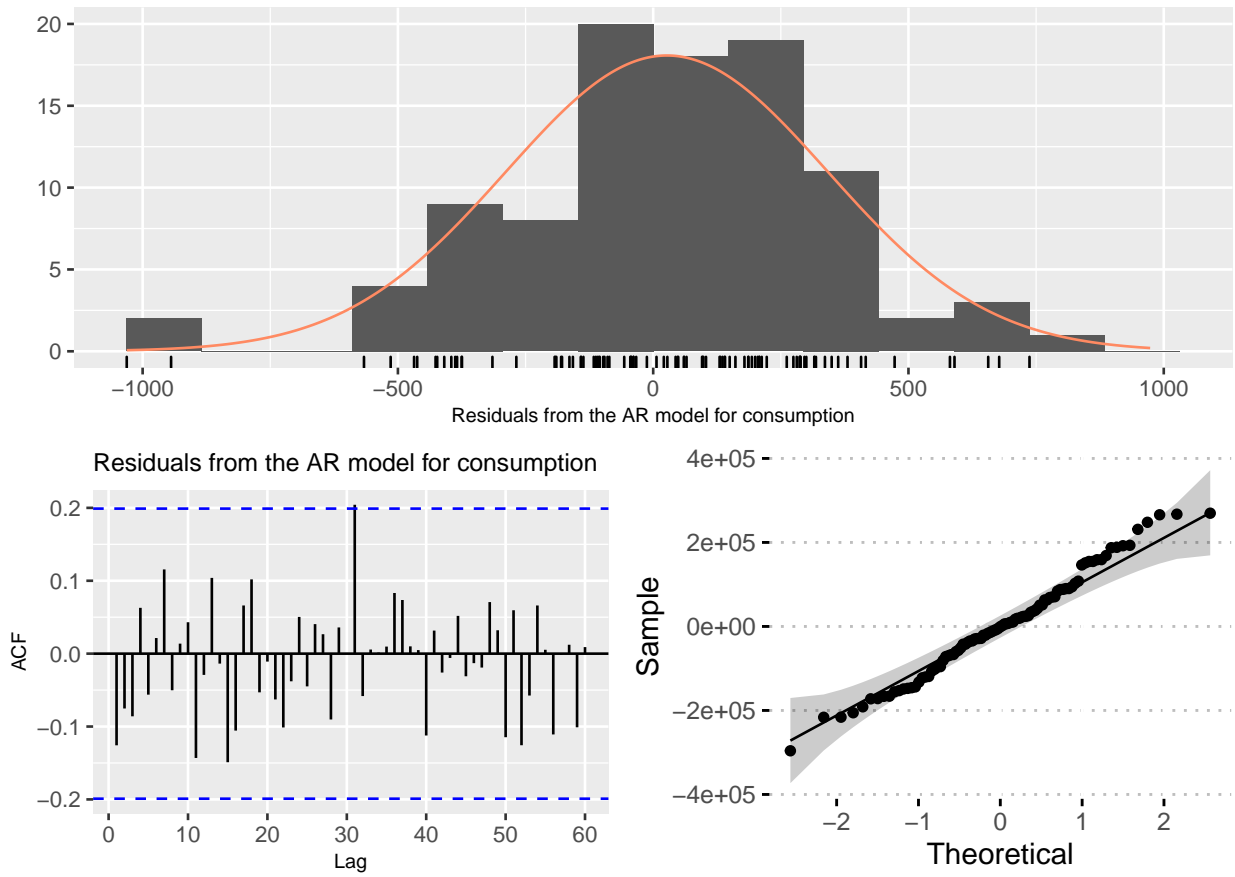 20
15
10
5
0
−1000 −500 0 500 1000
Residuals from the AR model for consumption
Residuals from the AR model for consumption
0.2
0.1
0.0
−0.1
−0.2
ACF
0 10 20 30 40 50 60
Lag
4e+05
2e+05
0e+00
−2e+05
−4e+05
Sample
−2 −1 0 1 2
Theoretical